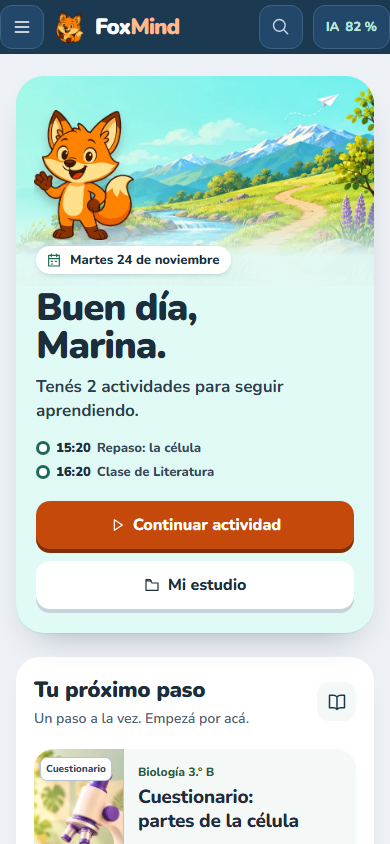 FoxMind
IA 82 %
Martes 24 de noviembre
Buen día,
Marina.
Tenés 2 actividades para seguir
aprendiendo.
15:20 Repaso: la célula
16:20 Clase de Literatura
Continuar actividad
Mi estudio
Tu próximo paso
Un paso a la vez. Empezá por acá.
Cuestionario
Biología 3.º B
Cuestionario:
partes de la célula